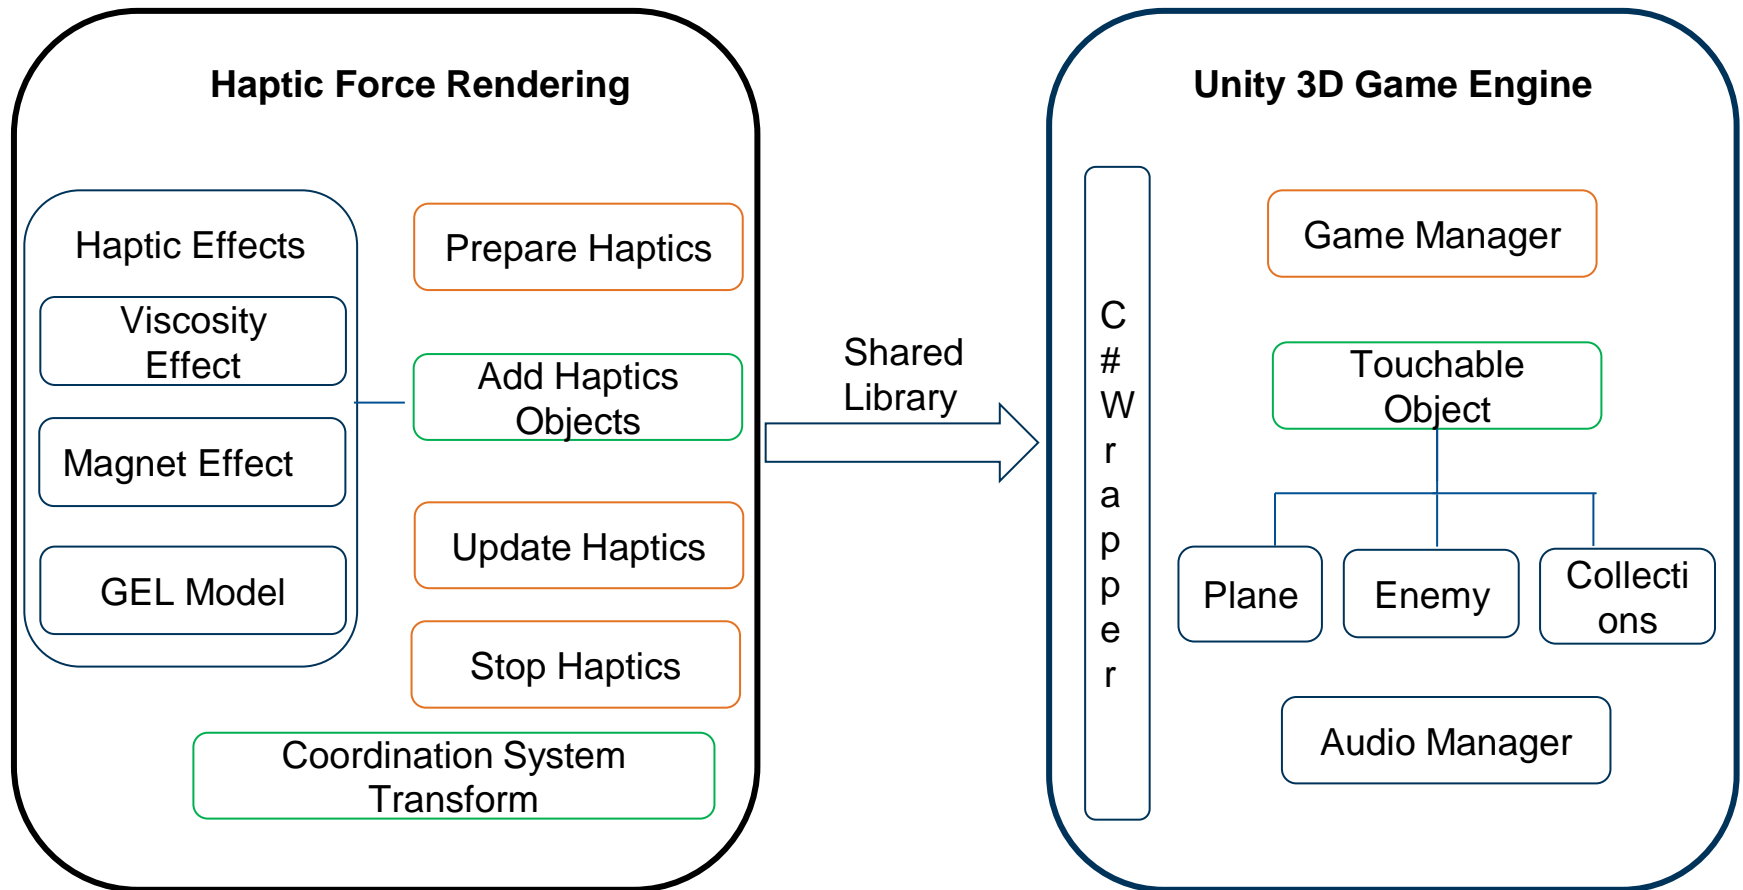 Haptic Force Rendering
Haptic Effects
Viscosity
Effect
Magnet Effect
GEL Model
Prepare Haptics
Add Haptics
Objects
Update Haptics
Stop Haptics
Coordination System
Transform
Shared
Library
Unity 3D Game Engine
C
#
W
r
a
p
p
e
r
Game Manager
Touchable
Object
Plane
Enemy
Collecti
ons
Audio Manager